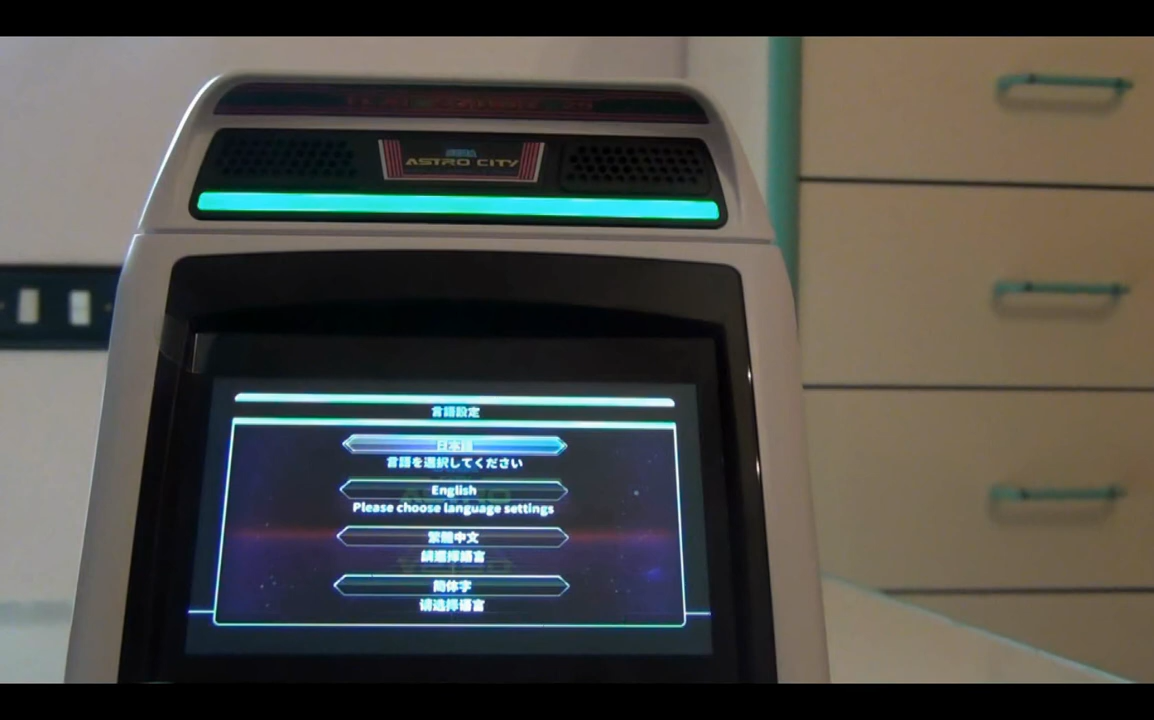 SEGA
ASTRO CITY
言語設定
日本語
言語を選択してください
English
Please choose language settings
繁體中文
請選擇語言
简体字
请选择语言